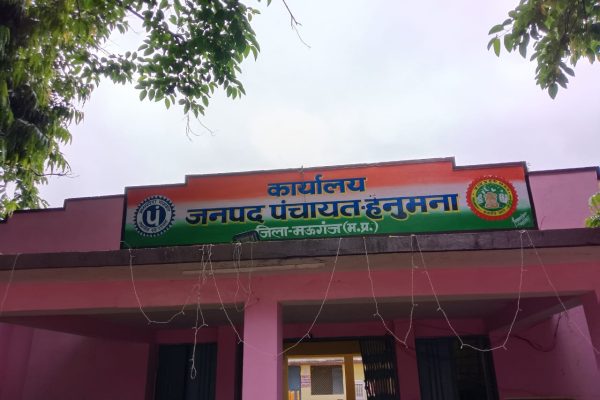 कार्यालय
जनपद पंचायत-हनुमना
जिला-मऊगंज (म.प्र.)